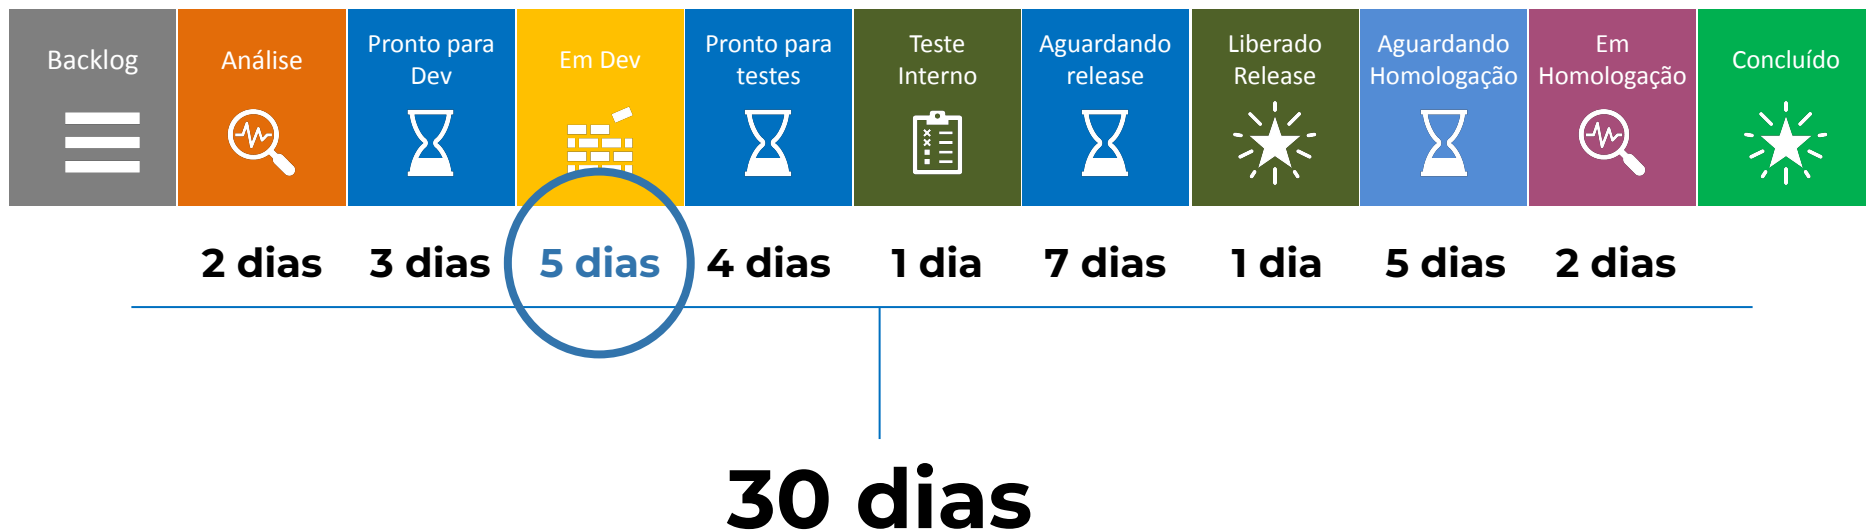 Backlog
Análise
Pronto para
Dev
Em Dev
Pronto para
testes
Teste
Interno
Aguardando
release
Liberado
Release
Aguardando
Homologação
Em
Homologação
Concluído
2 dias
3 dias
5 dias
4 dias
1 dia
7 dias
1 dia
5 dias
2 dias
30 dias